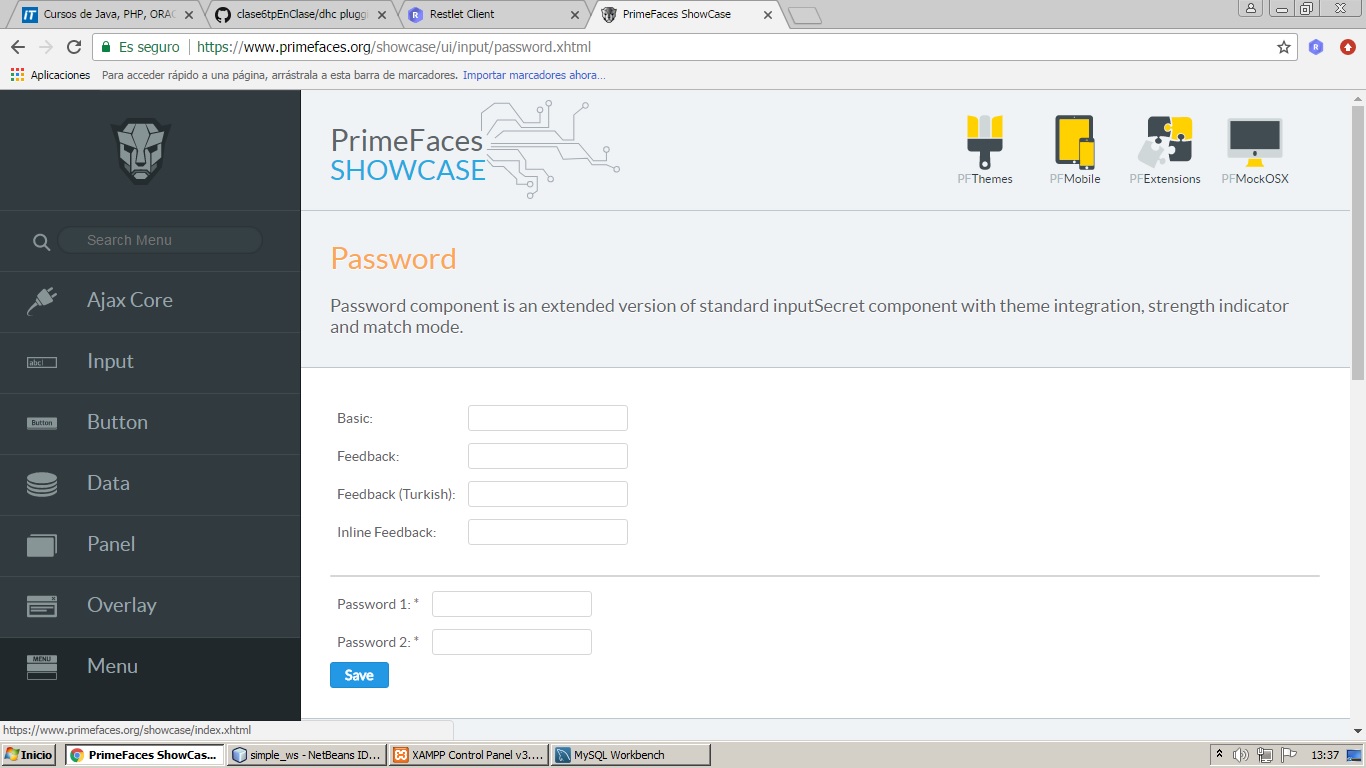 Cursos de Java, PHP, ORAC
clase6tpEnClase/dhc plugg
Restlet Client
PrimeFaces ShowCase
Es seguro
https://www.primefaces.org/showcase/ui/input/password.xhtml
Aplicaciones
Para acceder rápido a una página, arrástrala a esta barra de marcadores.
Importar marcadores ahora...
PrimeFaces
SHOWCASE
PFThemes
PFMobile
PFExtensions
PFMockOSX
Search Menu
Ajax Core
abc
Input
Button
Button
Data
Panel
Overlay
MENU
Menu
Password
Password component is an extended version of standard inputSecret component with theme integration, strength indicator
and match mode.
Basic:
Feedback:
Feedback (Turkish):
Inline Feedback:
Password 1: *
Password 2: *
Save
https://www.primefaces.org/showcase/index.xhtml
Inicio
PrimeFaces ShowCas...
simple_ws - NetBeans ID...
XAMPP Control Panel v3....
MySQL Workbench
13:37